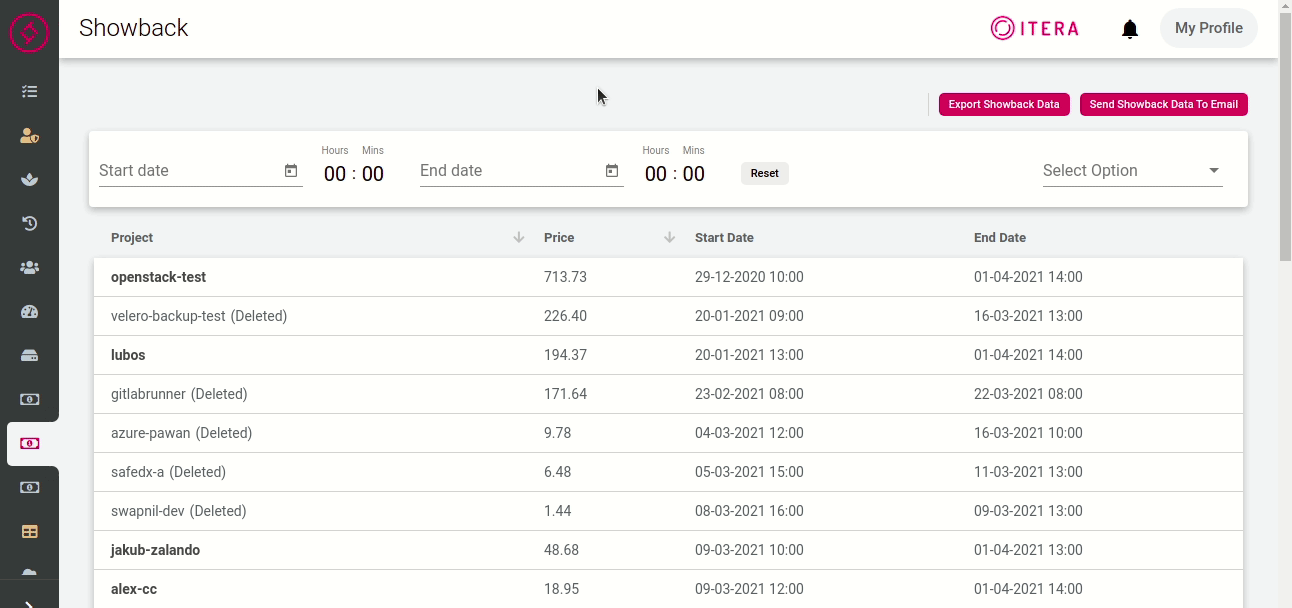 Showback
ITERA
My Profile
Export Showback Data
Send Showback Data To Email
Hours Mins
Hours Mins
Start date 00 : 00 End date 00 : 00 Reset Select Option
Project Price Start Date End Date
openstack-test 713.73 29-12-2020 10:00 01-04-2021 14:00
velero-backup-test (Deleted) 226.40 20-01-2021 09:00 16-03-2021 13:00
lubos 194.37 20-01-2021 13:00 01-04-2021 14:00
gitlabrunner (Deleted) 171.64 23-02-2021 08:00 22-03-2021 08:00
azure-pawan (Deleted) 9.78 04-03-2021 12:00 16-03-2021 10:00
safedx-a (Deleted) 6.48 05-03-2021 15:00 11-03-2021 13:00
swapnil-dev (Deleted) 1.44 08-03-2021 16:00 09-03-2021 13:00
jakub-zalando 48.68 09-03-2021 10:00 01-04-2021 13:00
alex-cc 18.95 09-03-2021 12:00 01-04-2021 14:00